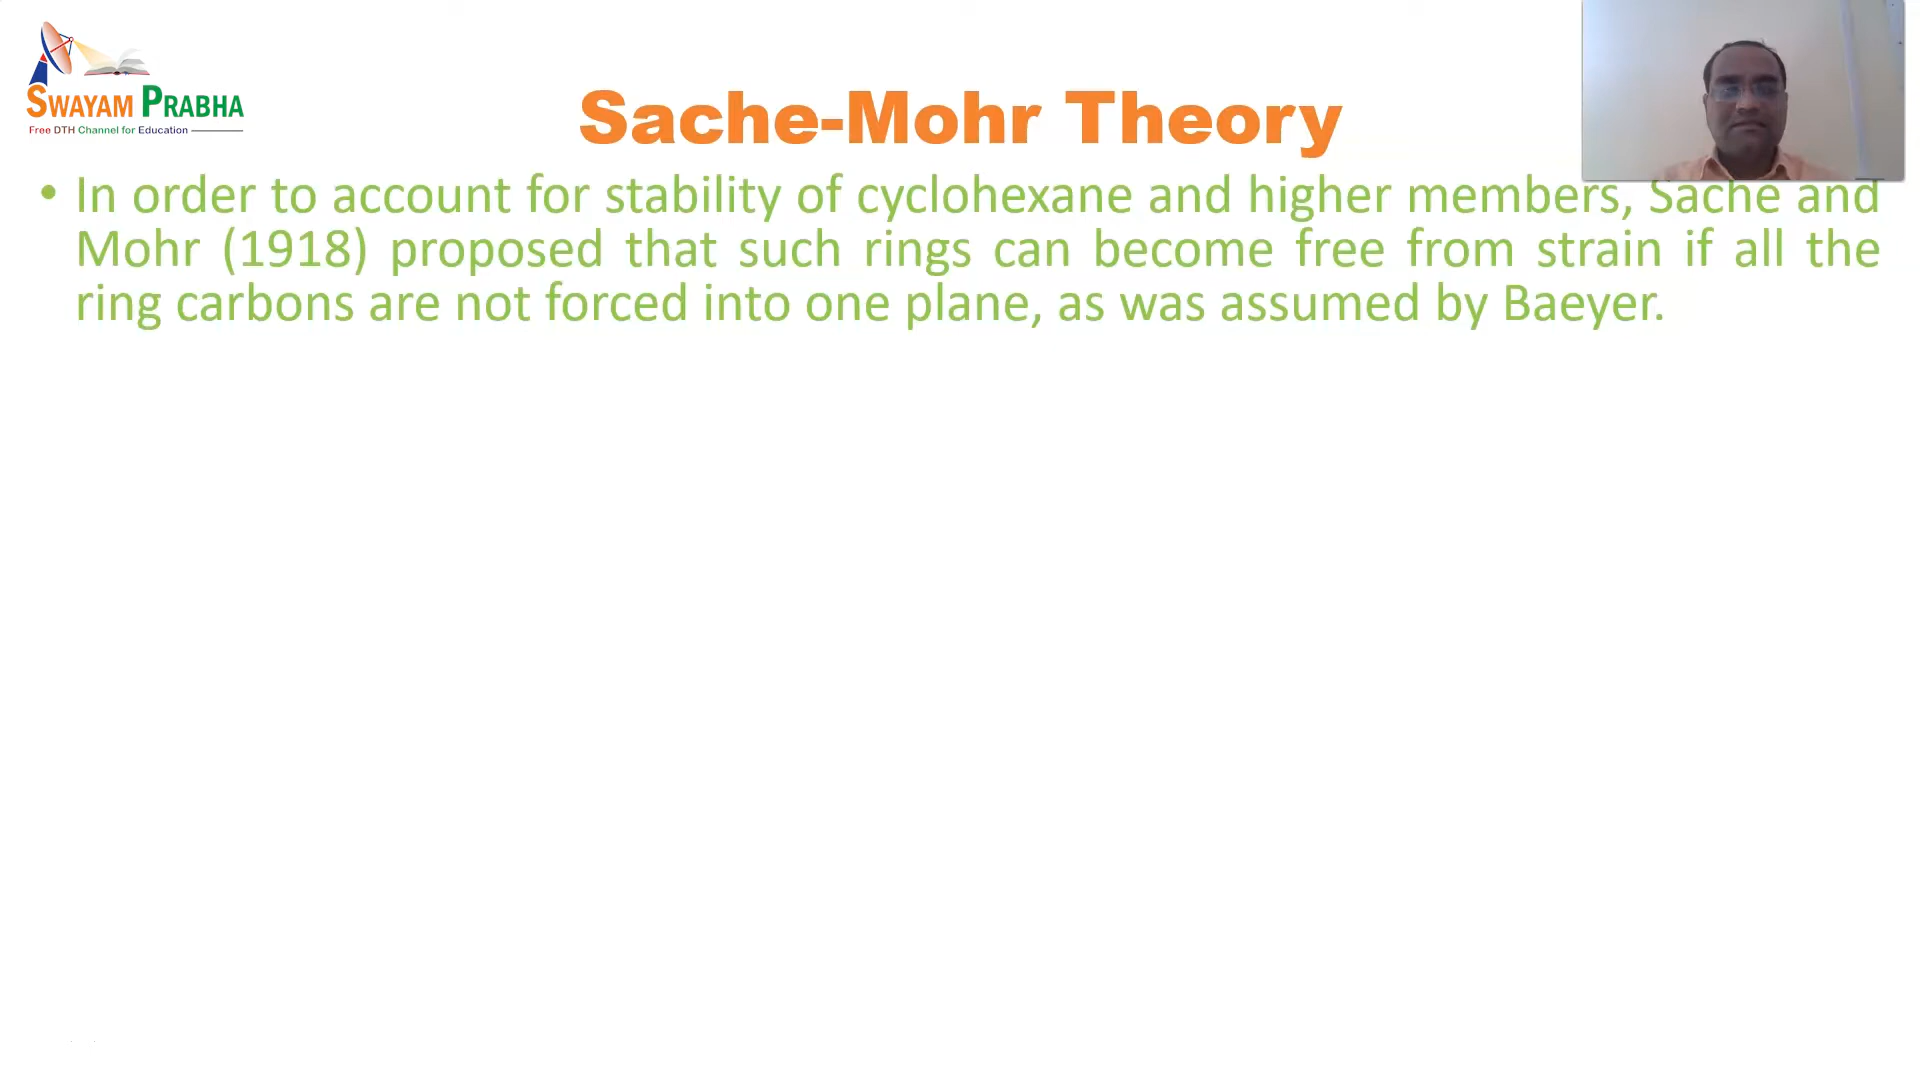 SWAYAM PRABHA
Free DTH Channel for Education
Sache-Mohr Theory
• In order to account for stability of cyclohexane and higher members, Sache and
Mohr (1918) proposed that such rings can become free from strain if all the
ring carbons are not forced into one plane, as was assumed by Baeyer.